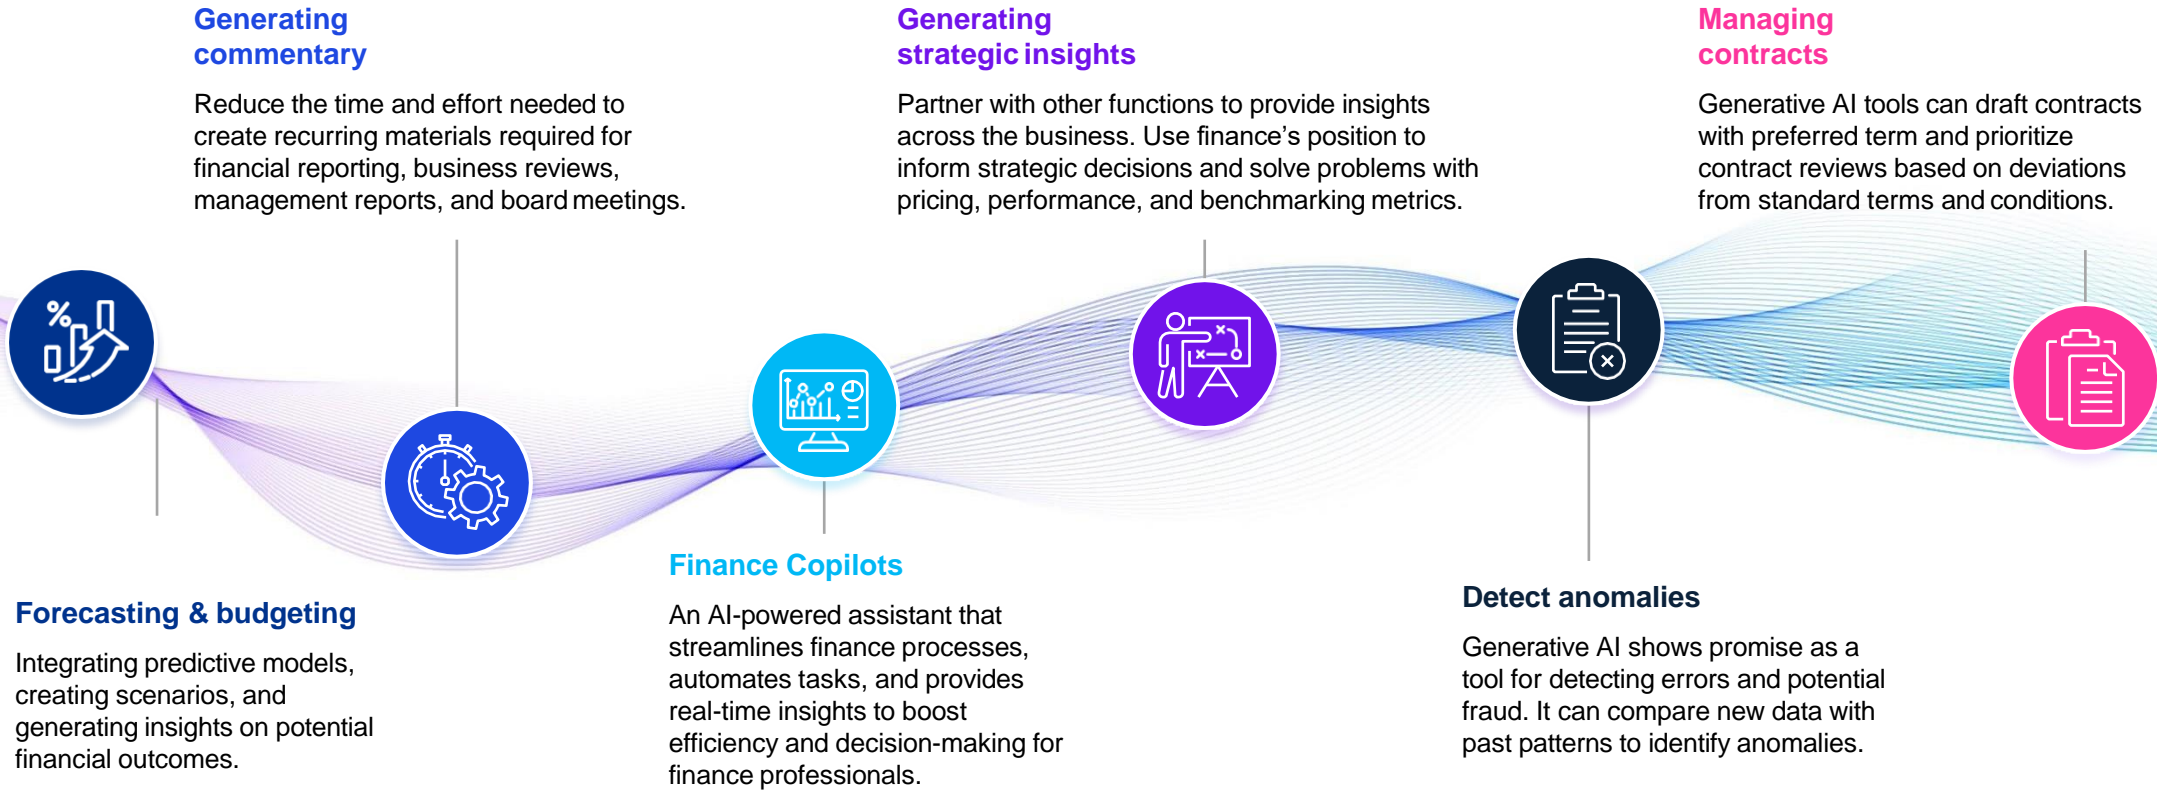 Generating
commentary
Reduce the time and effort needed to
create recurring materials required for
financial reporting, business reviews,
management reports, and board meetings.
Generating
strategic insights
Partner with other functions to provide insights
across the business. Use finance’s position to
inform strategic decisions and solve problems with
pricing, performance, and benchmarking metrics.
Managing
contracts
Generative AI tools can draft contracts
with preferred term and prioritize
contract reviews based on deviations
from standard terms and conditions.
%
Forecasting & budgeting
Integrating predictive models,
creating scenarios, and
generating insights on potential
financial outcomes.
Finance Copilots
An AI-powered assistant that
streamlines finance processes,
automates tasks, and provides
real-time insights to boost
efficiency and decision-making for
finance professionals.
Detect anomalies
Generative AI shows promise as a
tool for detecting errors and potential
fraud. It can compare new data with
past patterns to identify anomalies.